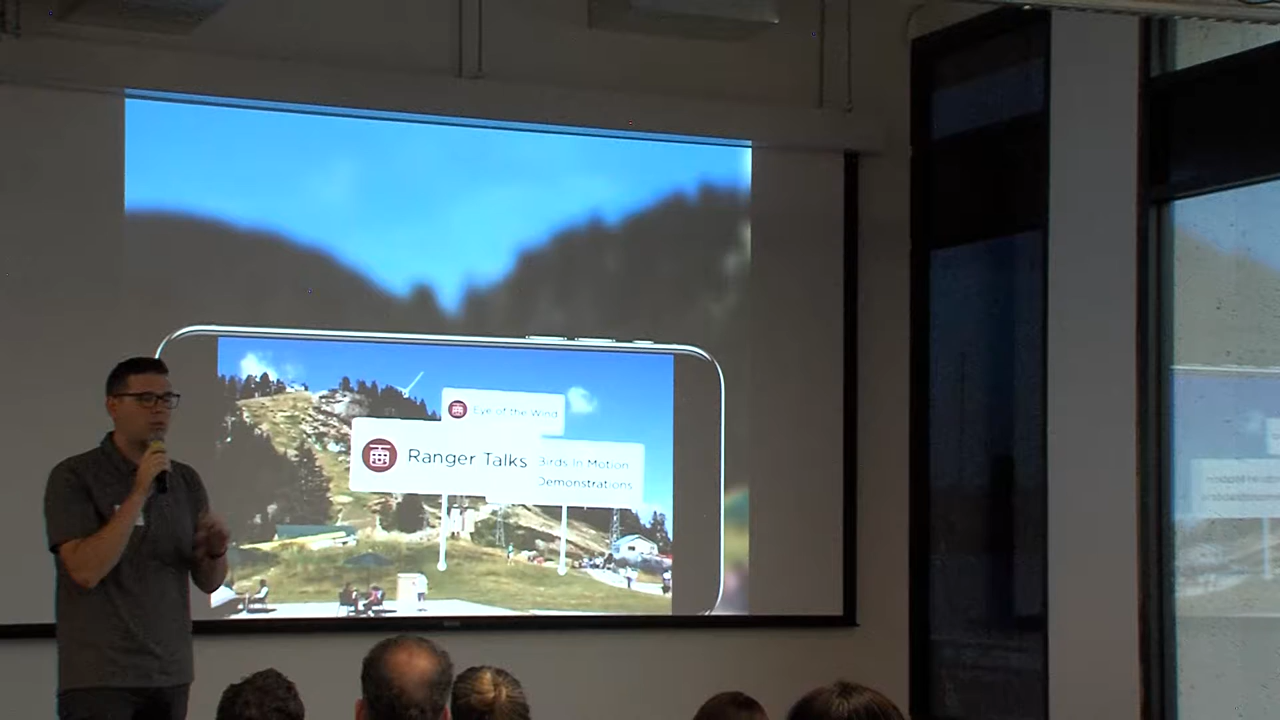 Eye of the Wind
Ranger Talks
Birds In Motion
Demonstrations